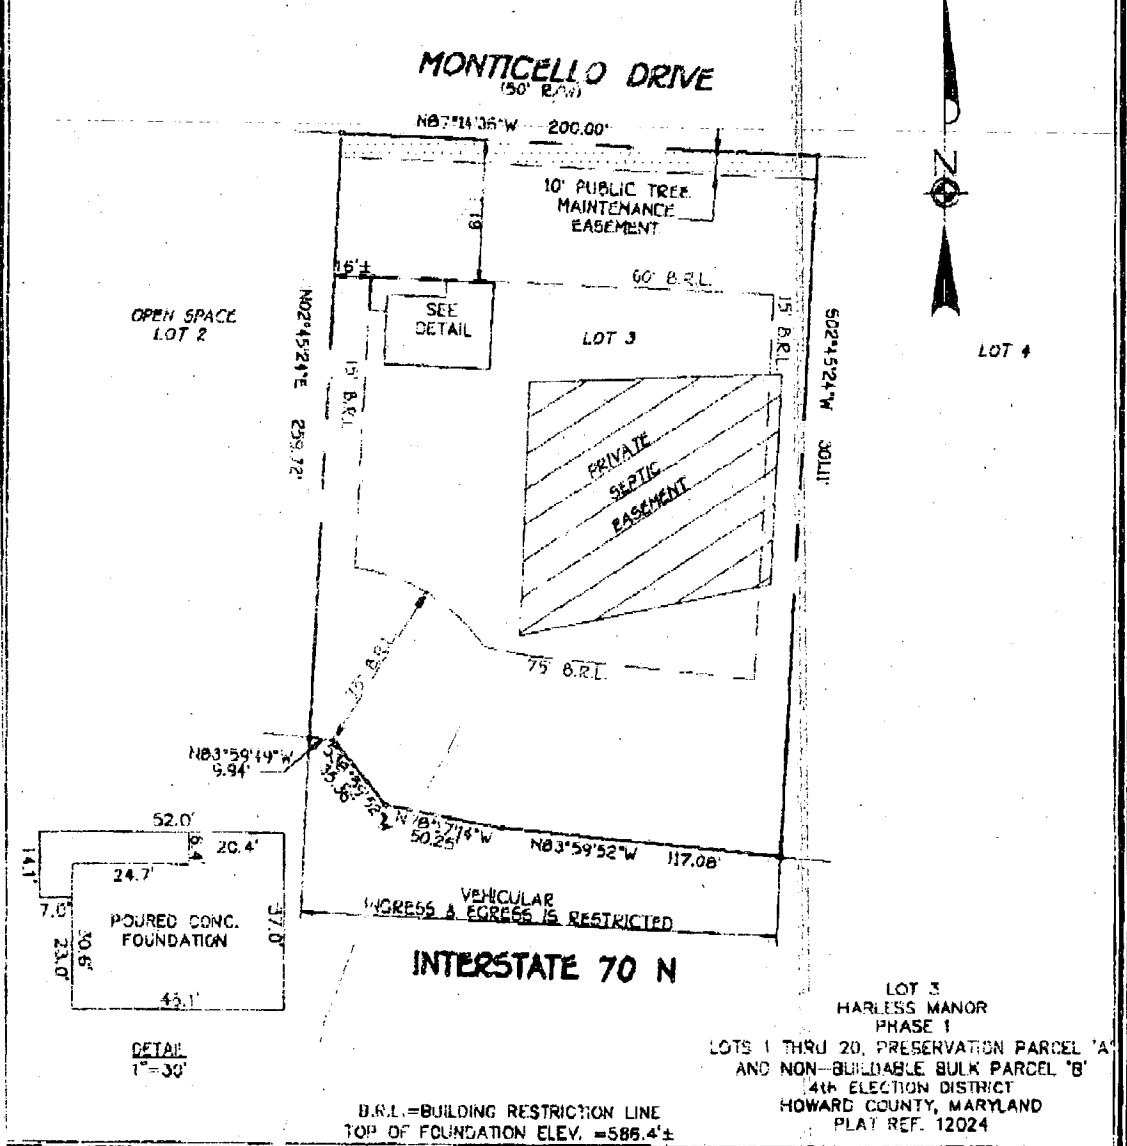 MONTICELLO DRIVE
(50' R/W)
N87°14'36"W 200.00'
10' PUBLIC TREE
MAINTENANCE
EASEMENT
N
61
16'±
60' B.R.L.
OPEN SPACE
LOT 2
SEE
DETAIL
LOT 3
LOT 4
N02°45'24"E 259.72'
15' B.R.L.
15' B.R.L.
S02°45'24"W 301.11'
PRIVATE
SEPTIC
EASEMENT
75' B.R.L.
75' B.R.L.
N83°59'49"W
9.94'
50.25'
N83°59'52"W 117.08'
VEHICULAR
INGRESS & EGRESS IS RESTRICTED
INTERSTATE 70 N
52.0'
14.1'
6.4'
20.4'
24.7'
7.0'
POURED CONC.
FOUNDATION
37.0'
30.6'
23.0'
DETAIL
1"=30'
LOT 3
HARLESS MANOR
PHASE 1
LOTS 1 THRU 20, PRESERVATION PARCEL 'A'
AND NON-BUILDABLE BULK PARCEL 'B'
4th ELECTION DISTRICT
HOWARD COUNTY, MARYLAND
PLAT REF. 12024
B.R.L.=BUILDING RESTRICTION LINE
TOP OF FOUNDATION ELEV. =586.4'±